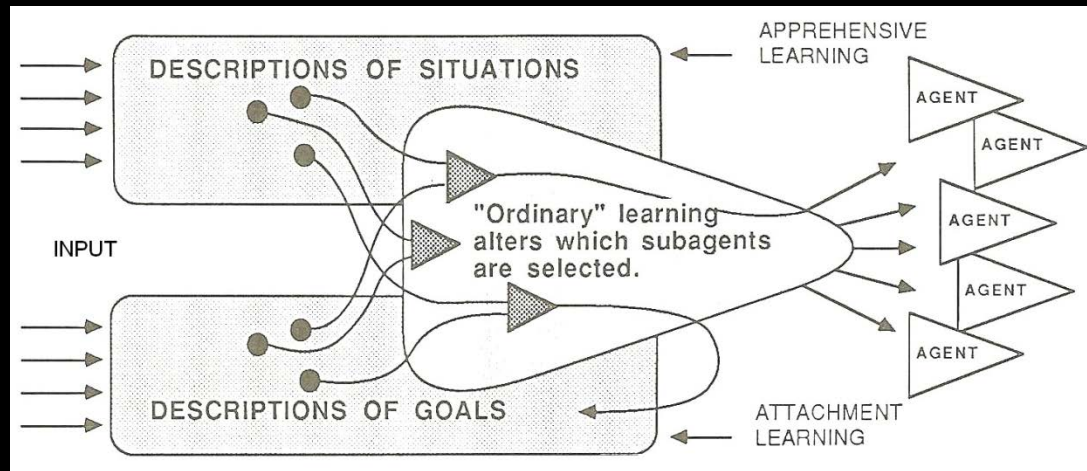 APPREHENSIVE
LEARNING
DESCRIPTIONS OF SITUATIONS
AGENT
AGENT
"Ordinary" learning
alters which subagents
are selected.
AGENT
INPUT
AGENT
AGENT
DESCRIPTIONS OF GOALS
ATTACHMENT
LEARNING